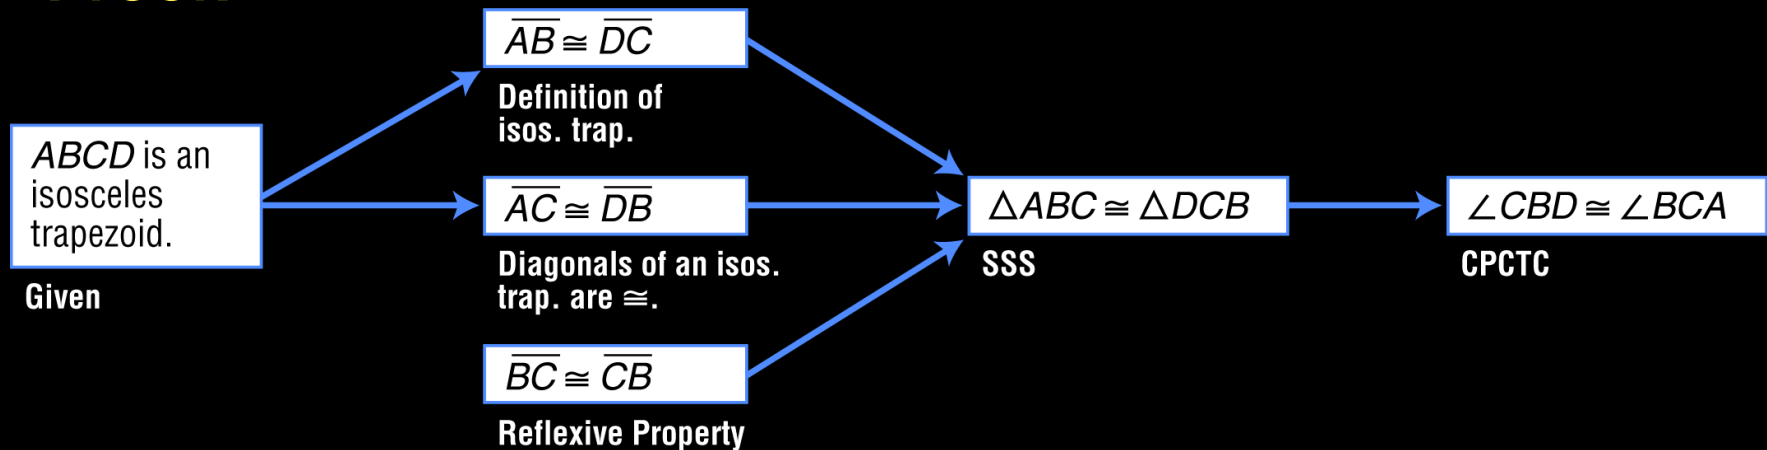 AB ≅ DC
Definition of
isos. trap.
ABCD is an
isosceles
trapezoid.
Given
AC ≅ DB
Diagonals of an isos.
trap. are ≅.
△ABC ≅ △DCB
SSS
∠CBD ≅ ∠BCA
CPCTC
BC ≅ CB
Reflexive Property